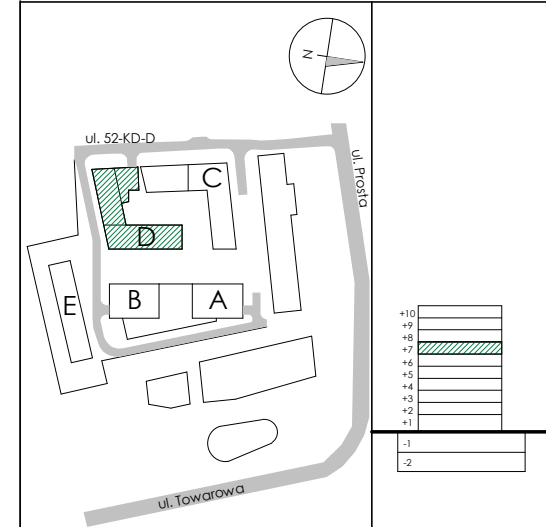 N
ul. 52-KD-D
ul. Prosta
C
D
E
B
A
ul. Towarowa
+10
+9
+8
+7
+6
+5
+4
+3
+2
+1
-1
-2